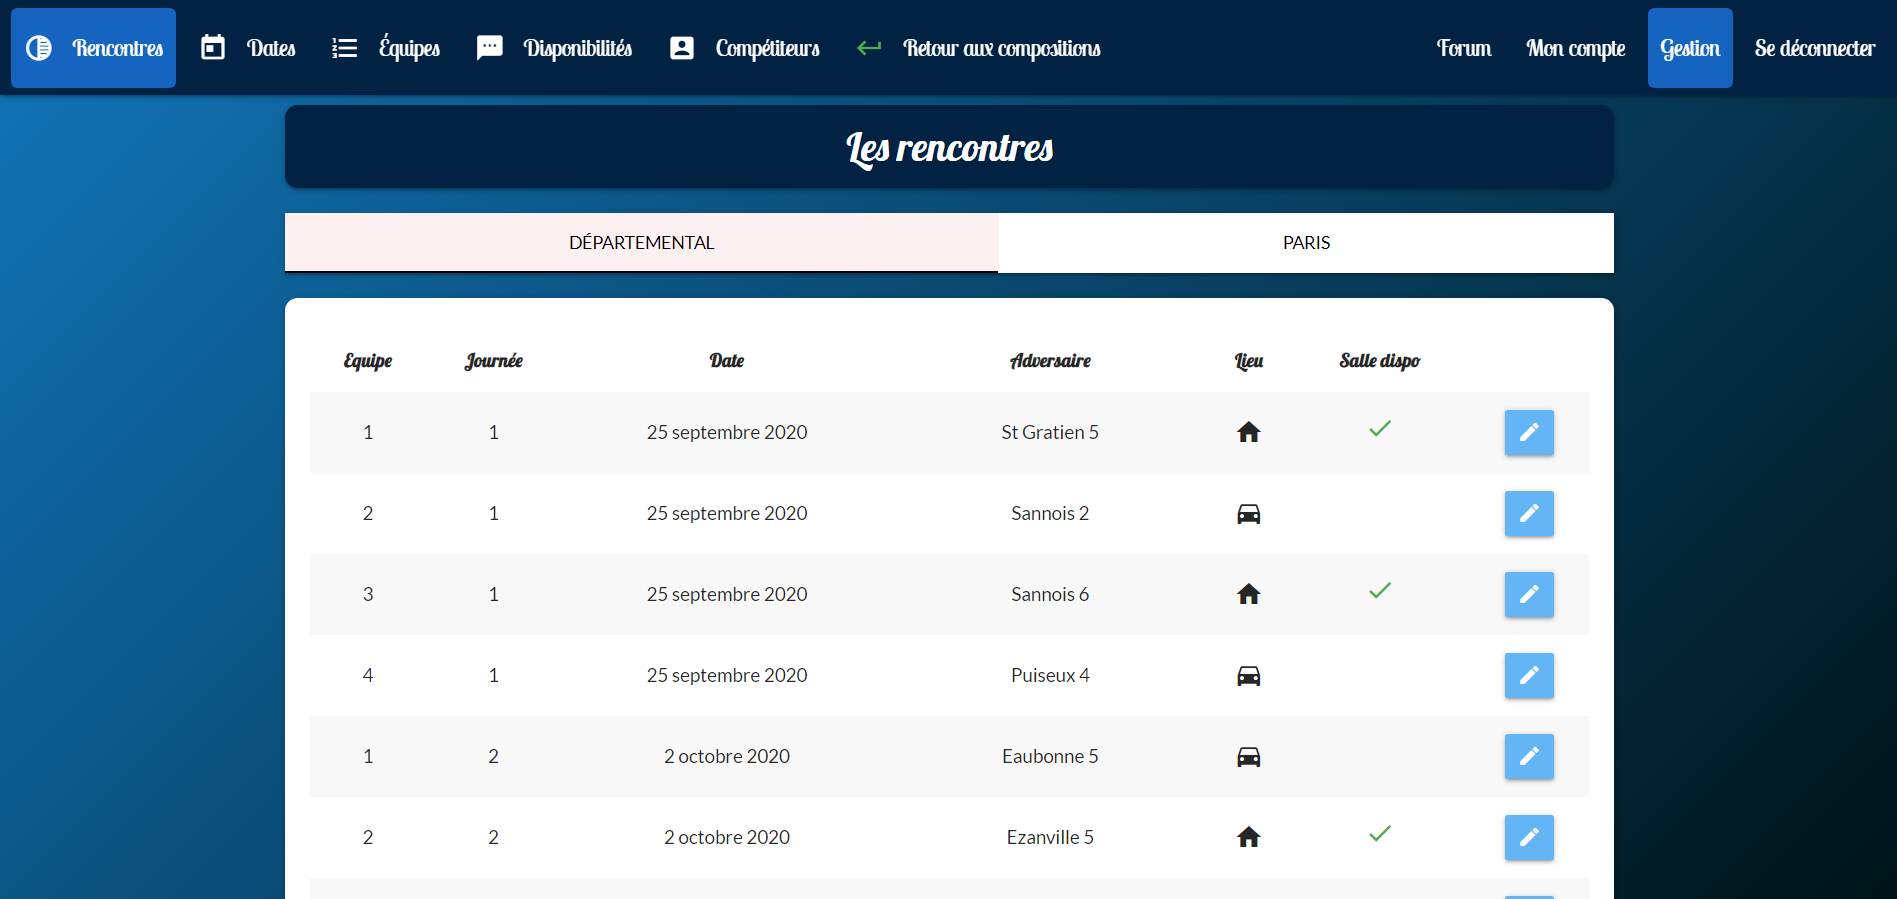 Rencontres Dates Équipes Disponibilités Compétiteurs Retour aux compositions Forum Mon compte Gestion Se déconnecter
Les rencontres
DÉPARTEMENTAL PARIS
Equipe Journée Date Adversaire Lieu Salle dispo
1 1 25 septembre 2020 St Gratien 5
2 1 25 septembre 2020 Sannois 2
3 1 25 septembre 2020 Sannois 6
4 1 25 septembre 2020 Puiseux 4
1 2 2 octobre 2020 Eaubonne 5
2 2 2 octobre 2020 Ezanville 5